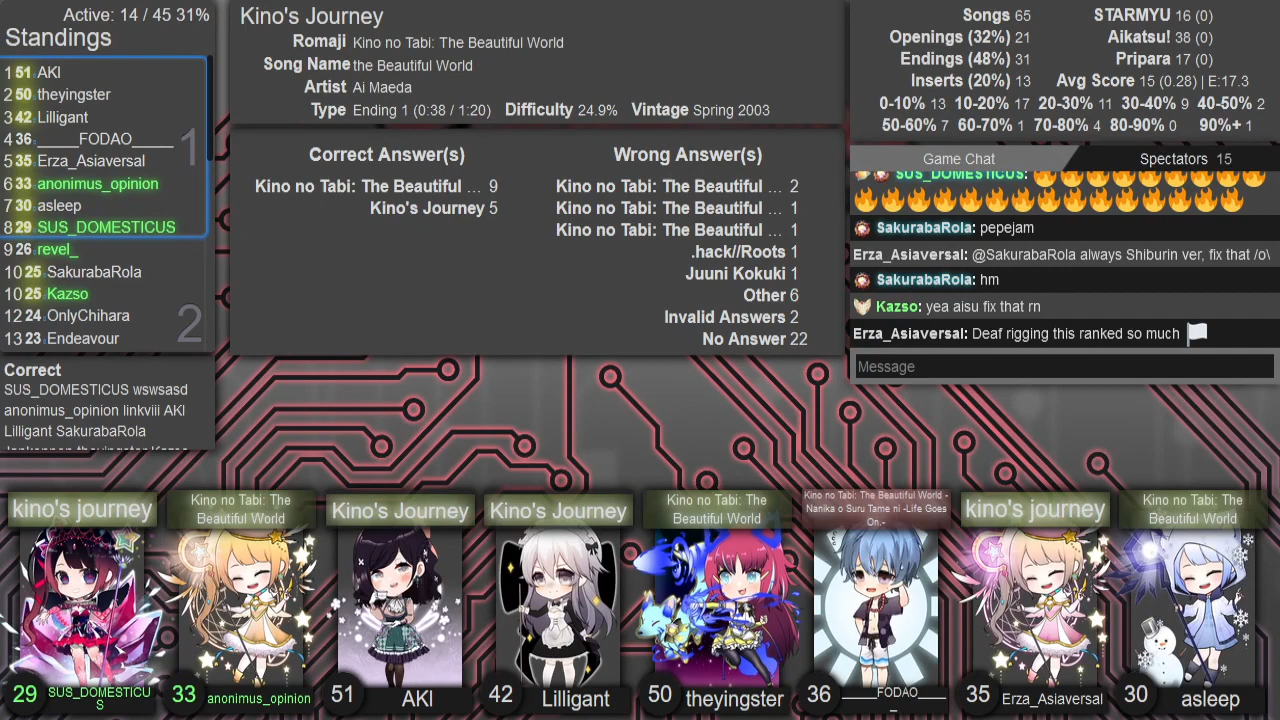 Active: 14 / 45 31%
Standings
1 51 AKI
2 50 theyingster
3 42 Lilligant
4 36 _____FODAO_____
5 35 Erza_Asiaversal
6 33 anonimus_opinion
7 30 asleep
8 29 SUS_DOMESTICUS
1
9 26 revel_
10 25 SakurabaRola
10 25 Kazso
12 24 OnlyChihara
13 23 Endeavour
2
Correct
SUS_DOMESTICUS wswsasd
anonimus_opinion linkviii AKI
Lilligant SakurabaRola
Kino's Journey
Romaji Kino no Tabi: The Beautiful World
Song Name the Beautiful World
Artist Ai Maeda
Type Ending 1 (0:38 / 1:20) Difficulty 24.9% Vintage Spring 2003
Correct Answer(s)
Kino no Tabi: The Beautiful ... 9
Kino's Journey 5
Wrong Answer(s)
Kino no Tabi: The Beautiful ... 2
Kino no Tabi: The Beautiful ... 1
Kino no Tabi: The Beautiful ... 1
.hack//Roots 1
Juuni Kokuki 1
Other 6
Invalid Answers 2
No Answer 22
Songs 65 STARMYU 16 (0)
Openings (32%) 21 Aikatsu! 38 (0)
Endings (48%) 31 Pripara 17 (0)
Inserts (20%) 13 Avg Score 15 (0.28) | E:17.3
0-10% 13 10-20% 17 20-30% 11 30-40% 9 40-50% 2
50-60% 7 60-70% 1 70-80% 4 80-90% 0 90%+ 1
Game Chat Spectators 15
SUS_DOMESTICUS: 🔥🔥🔥🔥🔥🔥🔥🔥🔥
🔥🔥🔥🔥🔥🔥🔥🔥🔥🔥🔥🔥🔥🔥🔥
SakurabaRola: pepejam
Erza_Asiaversal: @SakurabaRola always Shiburin ver, fix that /o\
SakurabaRola: hm
Kazso: yea aisu fix that rn
Erza_Asiaversal: Deaf rigging this ranked so much 🏳
Message
kino's journey
Kino no Tabi: The
Beautiful World
Kino's Journey
Kino's Journey
Kino no Tabi: The
Beautiful World
Kino no Tabi: The Beautiful World -
Nanika o Suru Tame ni -Life Goes
On.-
kino's journey
Kino no Tabi: The
Beautiful World
29 SUS_DOMESTICU
S
33 anonimus_opinion
51 AKI
42 Lilligant
50 theyingster
36 _____FODAO____
_
35 Erza_Asiaversal
30 asleep